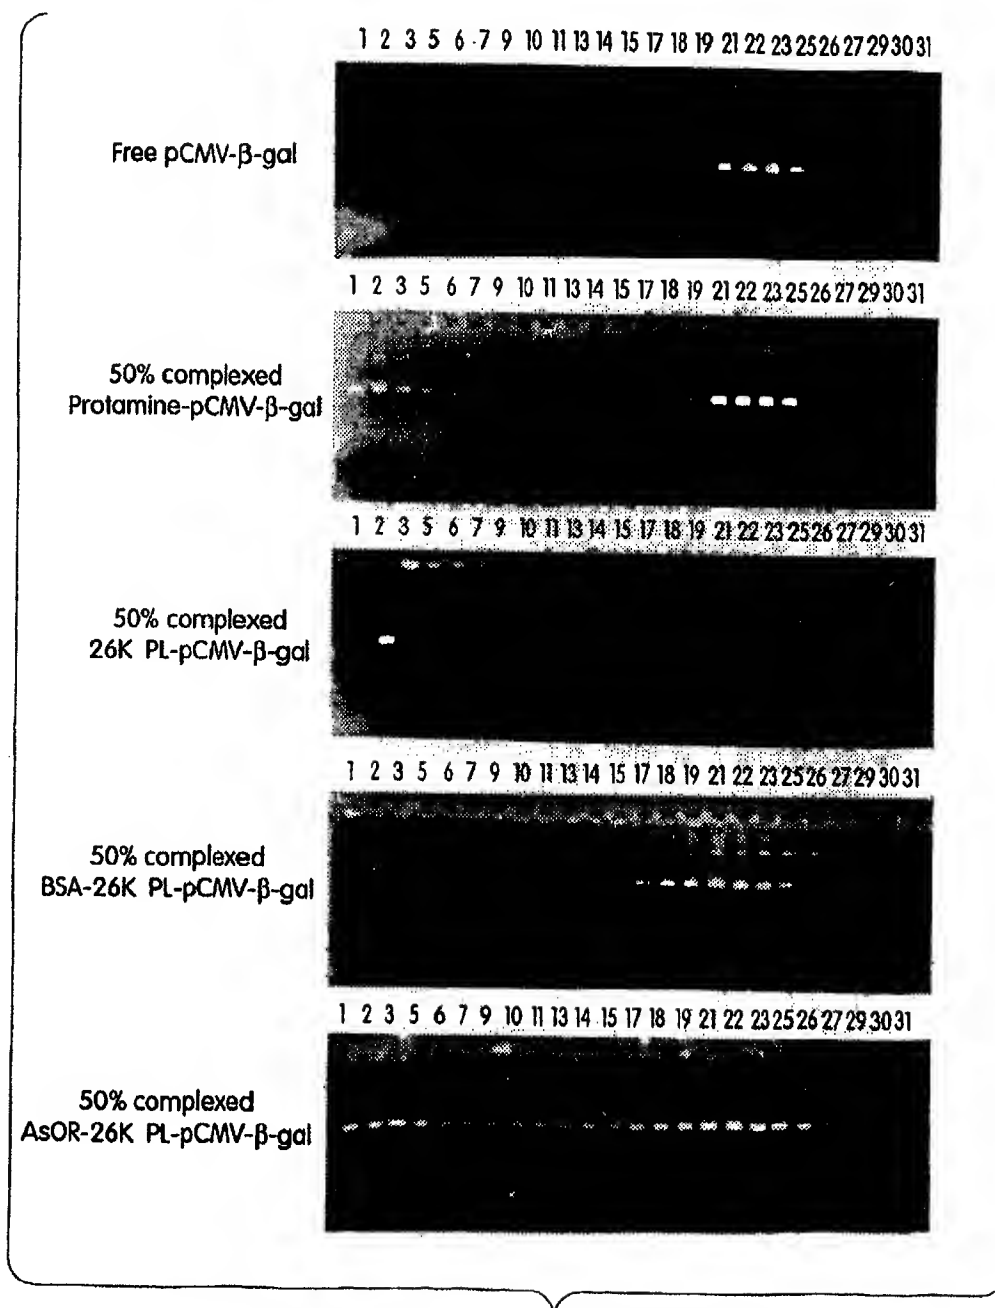 1 2 3 5 6 7 9 10 11 13 14 15 17 18 19 21 22 23 25 26 27 29 30 31
Free pCMV-β-gal
1 2 3 5 6 7 9 10 11 13 14 15 17 18 19 21 22 23 25 26 27 29 30 31
50% complexed
Protamine-pCMV-β-gal
1 2 3 5 6 7 9 10 11 13 14 15 17 18 19 21 22 23 25 26 27 29 30 31
50% complexed
26K PL-pCMV-β-gal
1 2 3 5 6 7 9 10 11 13 14 15 17 18 19 21 22 23 25 26 27 29 30 31
50% complexed
BSA-26K PL-pCMV-β-gal
1 2 3 5 6 7 9 10 11 13 14 15 17 18 19 21 22 23 25 26 27 29 30 31
50% complexed
AsOR-26K PL-pCMV-β-gal